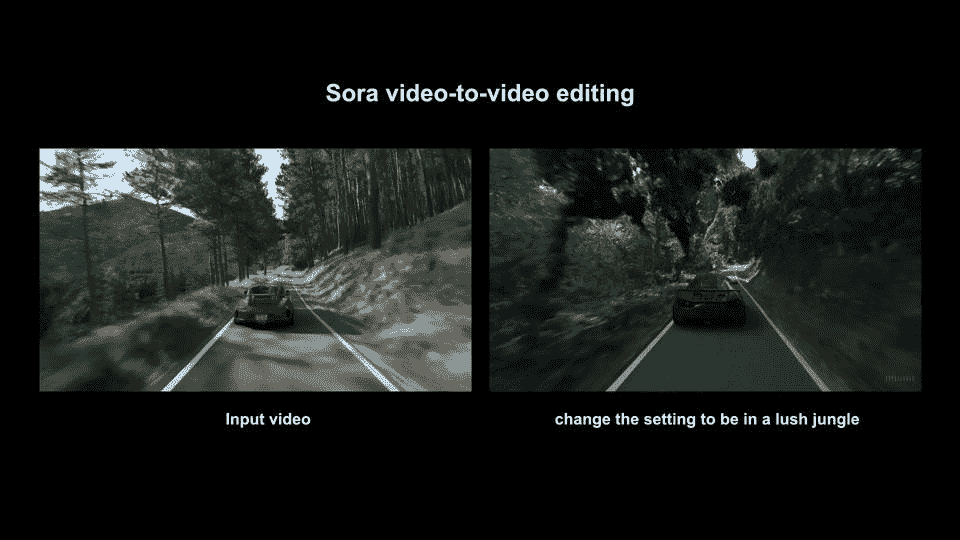 Sora video-to-video editing
Input video
change the setting to be in a lush jungle